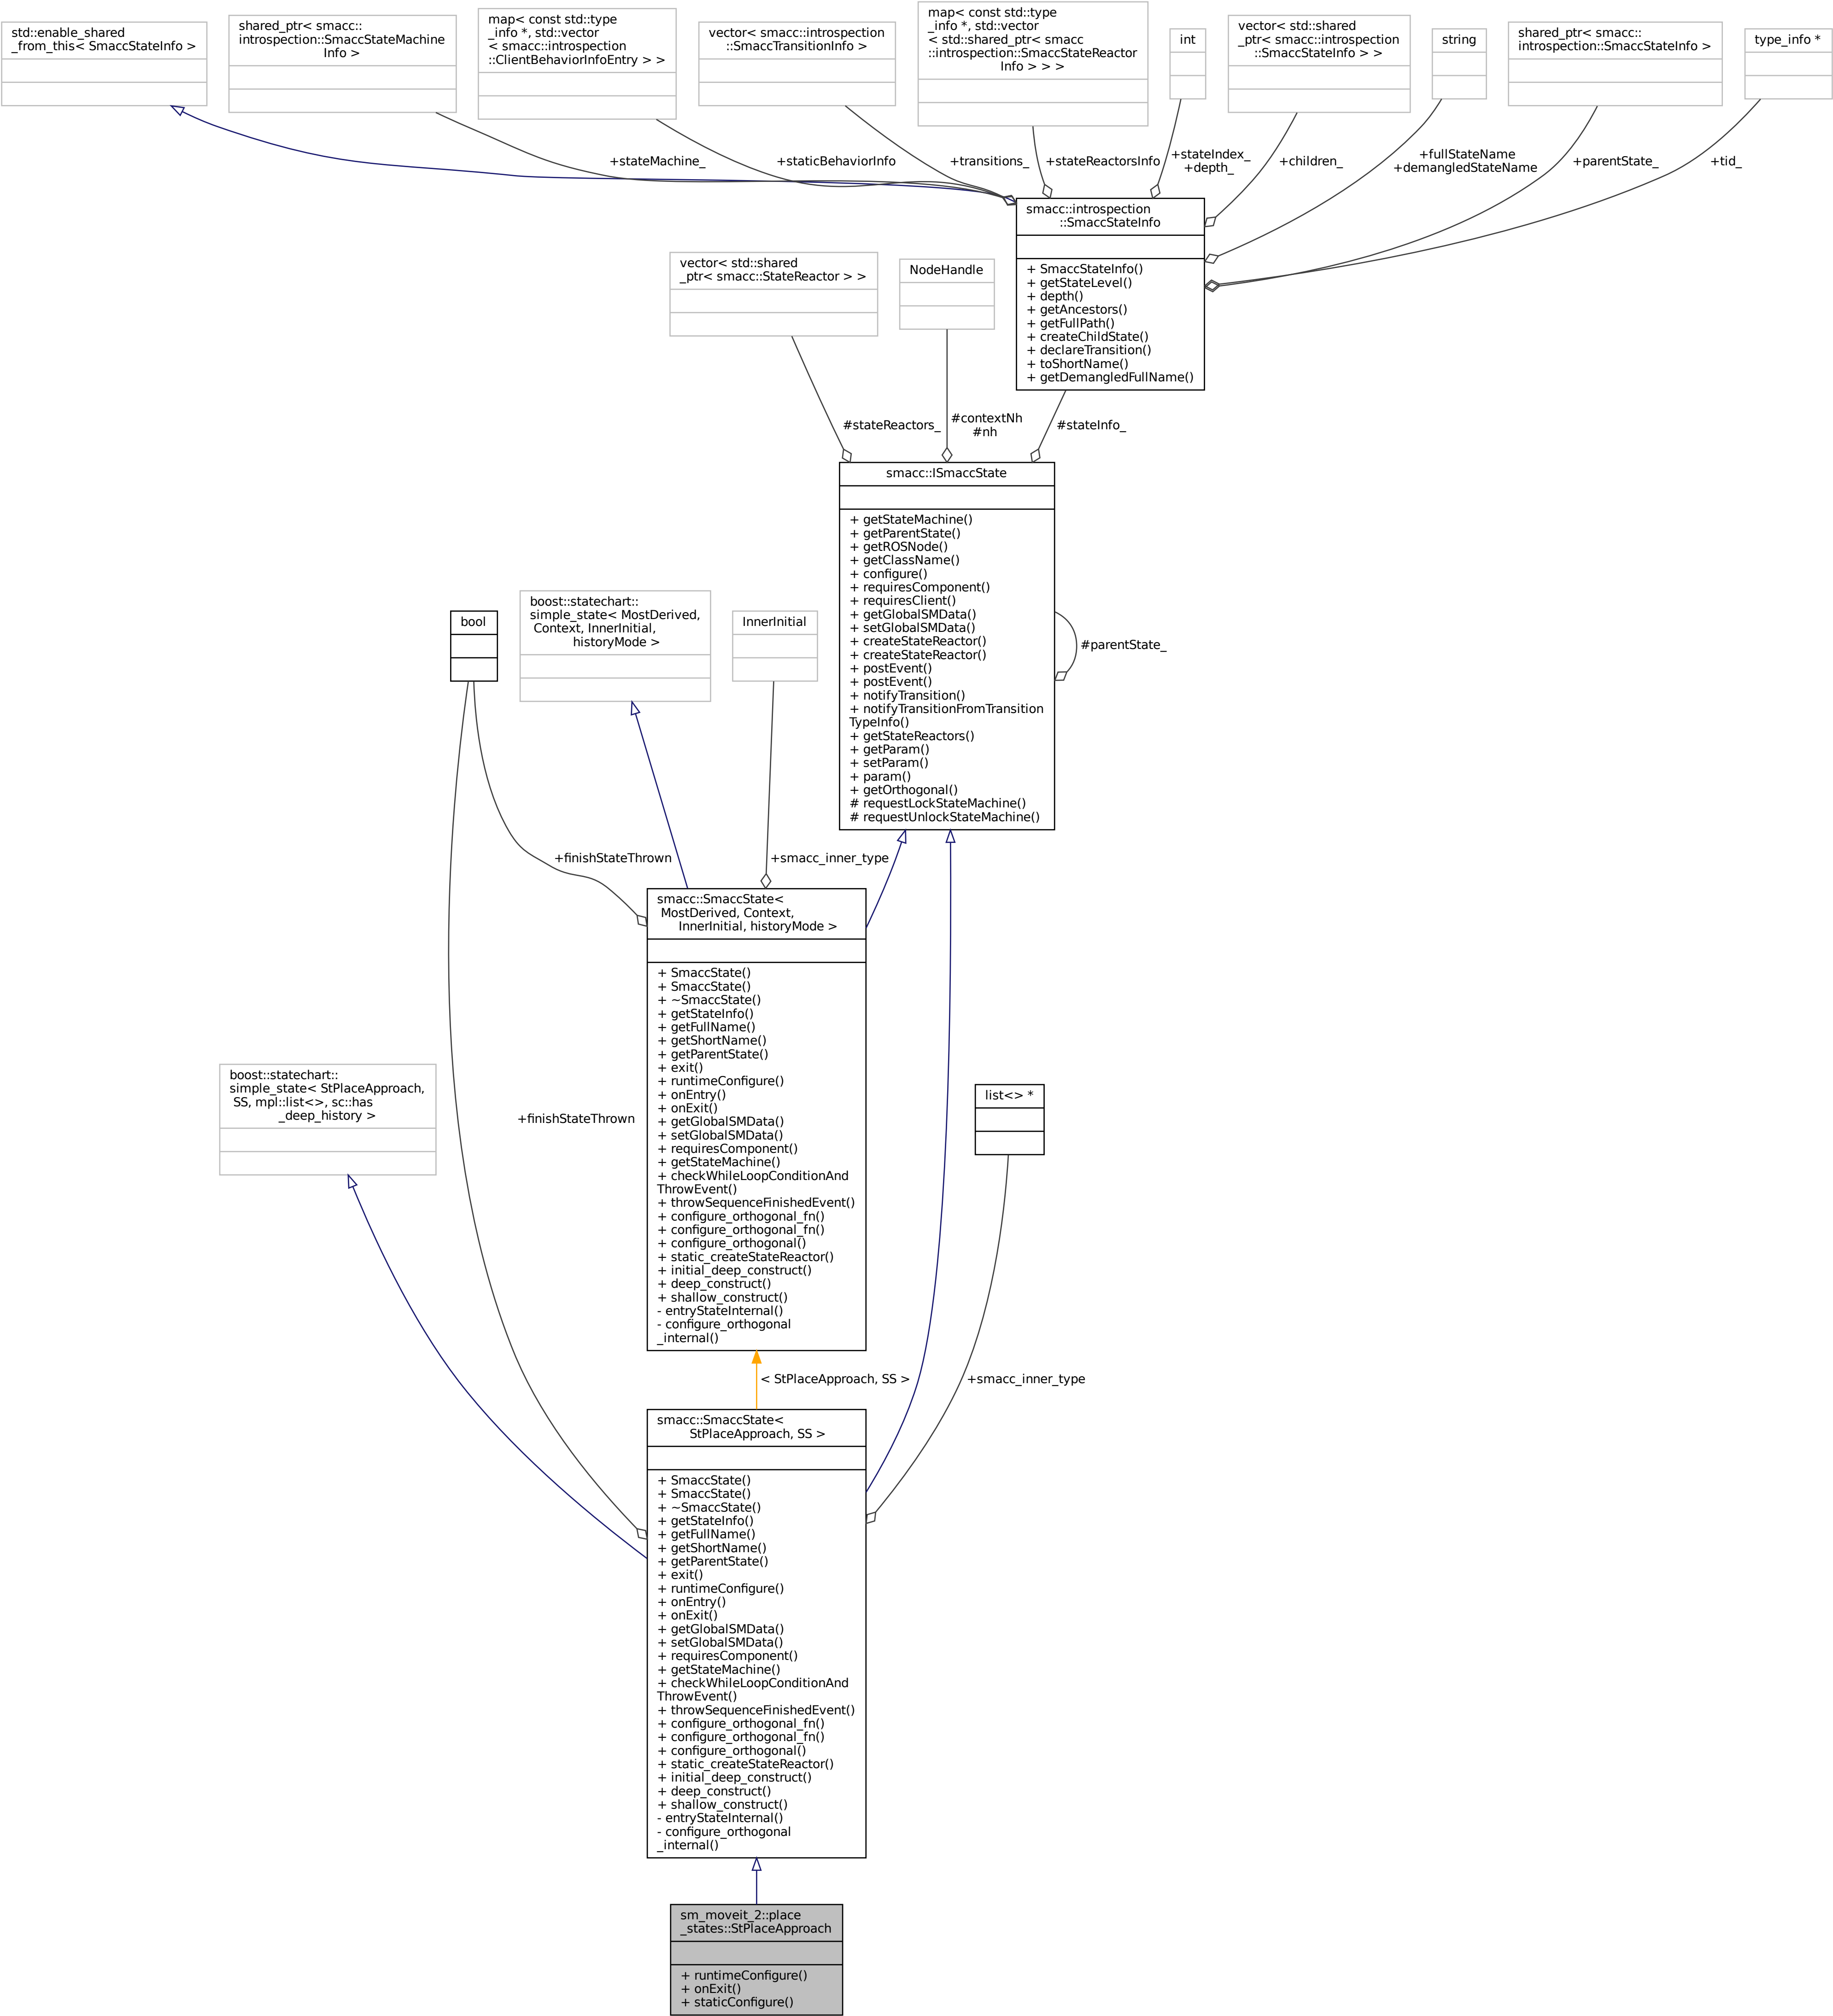 std::enable_shared
_from_this< SmaccStateInfo >
shared_ptr< smacc::
introspection::SmaccStateMachine
Info >
map< const std::type
_info *, std::vector
< smacc::introspection
::ClientBehaviorInfoEntry > >
vector< smacc::introspection
::SmaccTransitionInfo >
map< const std::type
_info *, std::vector
< std::shared_ptr< smacc
::introspection::SmaccStateReactor
Info > > >
int
vector< std::shared
_ptr< smacc::introspection
::SmaccStateInfo > >
string
shared_ptr< smacc::
introspection::SmaccStateInfo >
type_info *
+stateMachine_
+staticBehaviorInfo
+transitions_
+stateReactorsInfo
+stateIndex_
+depth_
+children_
+fullStateName
+demangledStateName
+parentState_
+tid_
smacc::introspection
::SmaccStateInfo
+ SmaccStateInfo()
+ getStateLevel()
+ depth()
+ getAncestors()
+ getFullPath()
+ createChildState()
+ declareTransition()
+ toShortName()
+ getDemangledFullName()
vector< std::shared
_ptr< smacc::StateReactor > >
NodeHandle
#stateReactors_
#contextNh
#nh
#stateInfo_
smacc::ISmaccState
+ getStateMachine()
+ getParentState()
+ getROSNode()
+ getClassName()
+ configure()
+ requiresComponent()
+ requiresClient()
+ getGlobalSMData()
+ setGlobalSMData()
+ createStateReactor()
+ createStateReactor()
+ postEvent()
+ postEvent()
+ notifyTransition()
+ notifyTransitionFromTransition
TypeInfo()
+ getStateReactors()
+ getParam()
+ setParam()
+ param()
+ getOrthogonal()
# requestLockStateMachine()
# requestUnlockStateMachine()
#parentState_
bool
boost::statechart::
simple_state< MostDerived,
Context, InnerInitial,
historyMode >
InnerInitial
+finishStateThrown
+smacc_inner_type
smacc::SmaccState<
MostDerived, Context,
InnerInitial, historyMode >
+ SmaccState()
+ SmaccState()
+ ~SmaccState()
+ getStateInfo()
+ getFullName()
+ getShortName()
+ getParentState()
+ exit()
+ runtimeConfigure()
+ onEntry()
+ onExit()
+ getGlobalSMData()
+ setGlobalSMData()
+ requiresComponent()
+ getStateMachine()
+ checkWhileLoopConditionAnd
ThrowEvent()
+ throwSequenceFinishedEvent()
+ configure_orthogonal_fn()
+ configure_orthogonal_fn()
+ configure_orthogonal()
+ static_createStateReactor()
+ initial_deep_construct()
+ deep_construct()
+ shallow_construct()
- entryStateInternal()
- configure_orthogonal
_internal()
boost::statechart::
simple_state< StPlaceApproach,
SS, mpl::list<>, sc::has
_deep_history >
+finishStateThrown
list<> *
< StPlaceApproach, SS >
+smacc_inner_type
smacc::SmaccState<
StPlaceApproach, SS >
+ SmaccState()
+ SmaccState()
+ ~SmaccState()
+ getStateInfo()
+ getFullName()
+ getShortName()
+ getParentState()
+ exit()
+ runtimeConfigure()
+ onEntry()
+ onExit()
+ getGlobalSMData()
+ setGlobalSMData()
+ requiresComponent()
+ getStateMachine()
+ checkWhileLoopConditionAnd
ThrowEvent()
+ throwSequenceFinishedEvent()
+ configure_orthogonal_fn()
+ configure_orthogonal_fn()
+ configure_orthogonal()
+ static_createStateReactor()
+ initial_deep_construct()
+ deep_construct()
+ shallow_construct()
- entryStateInternal()
- configure_orthogonal
_internal()
sm_moveit_2::place
_states::StPlaceApproach
+ runtimeConfigure()
+ onExit()
+ staticConfigure()